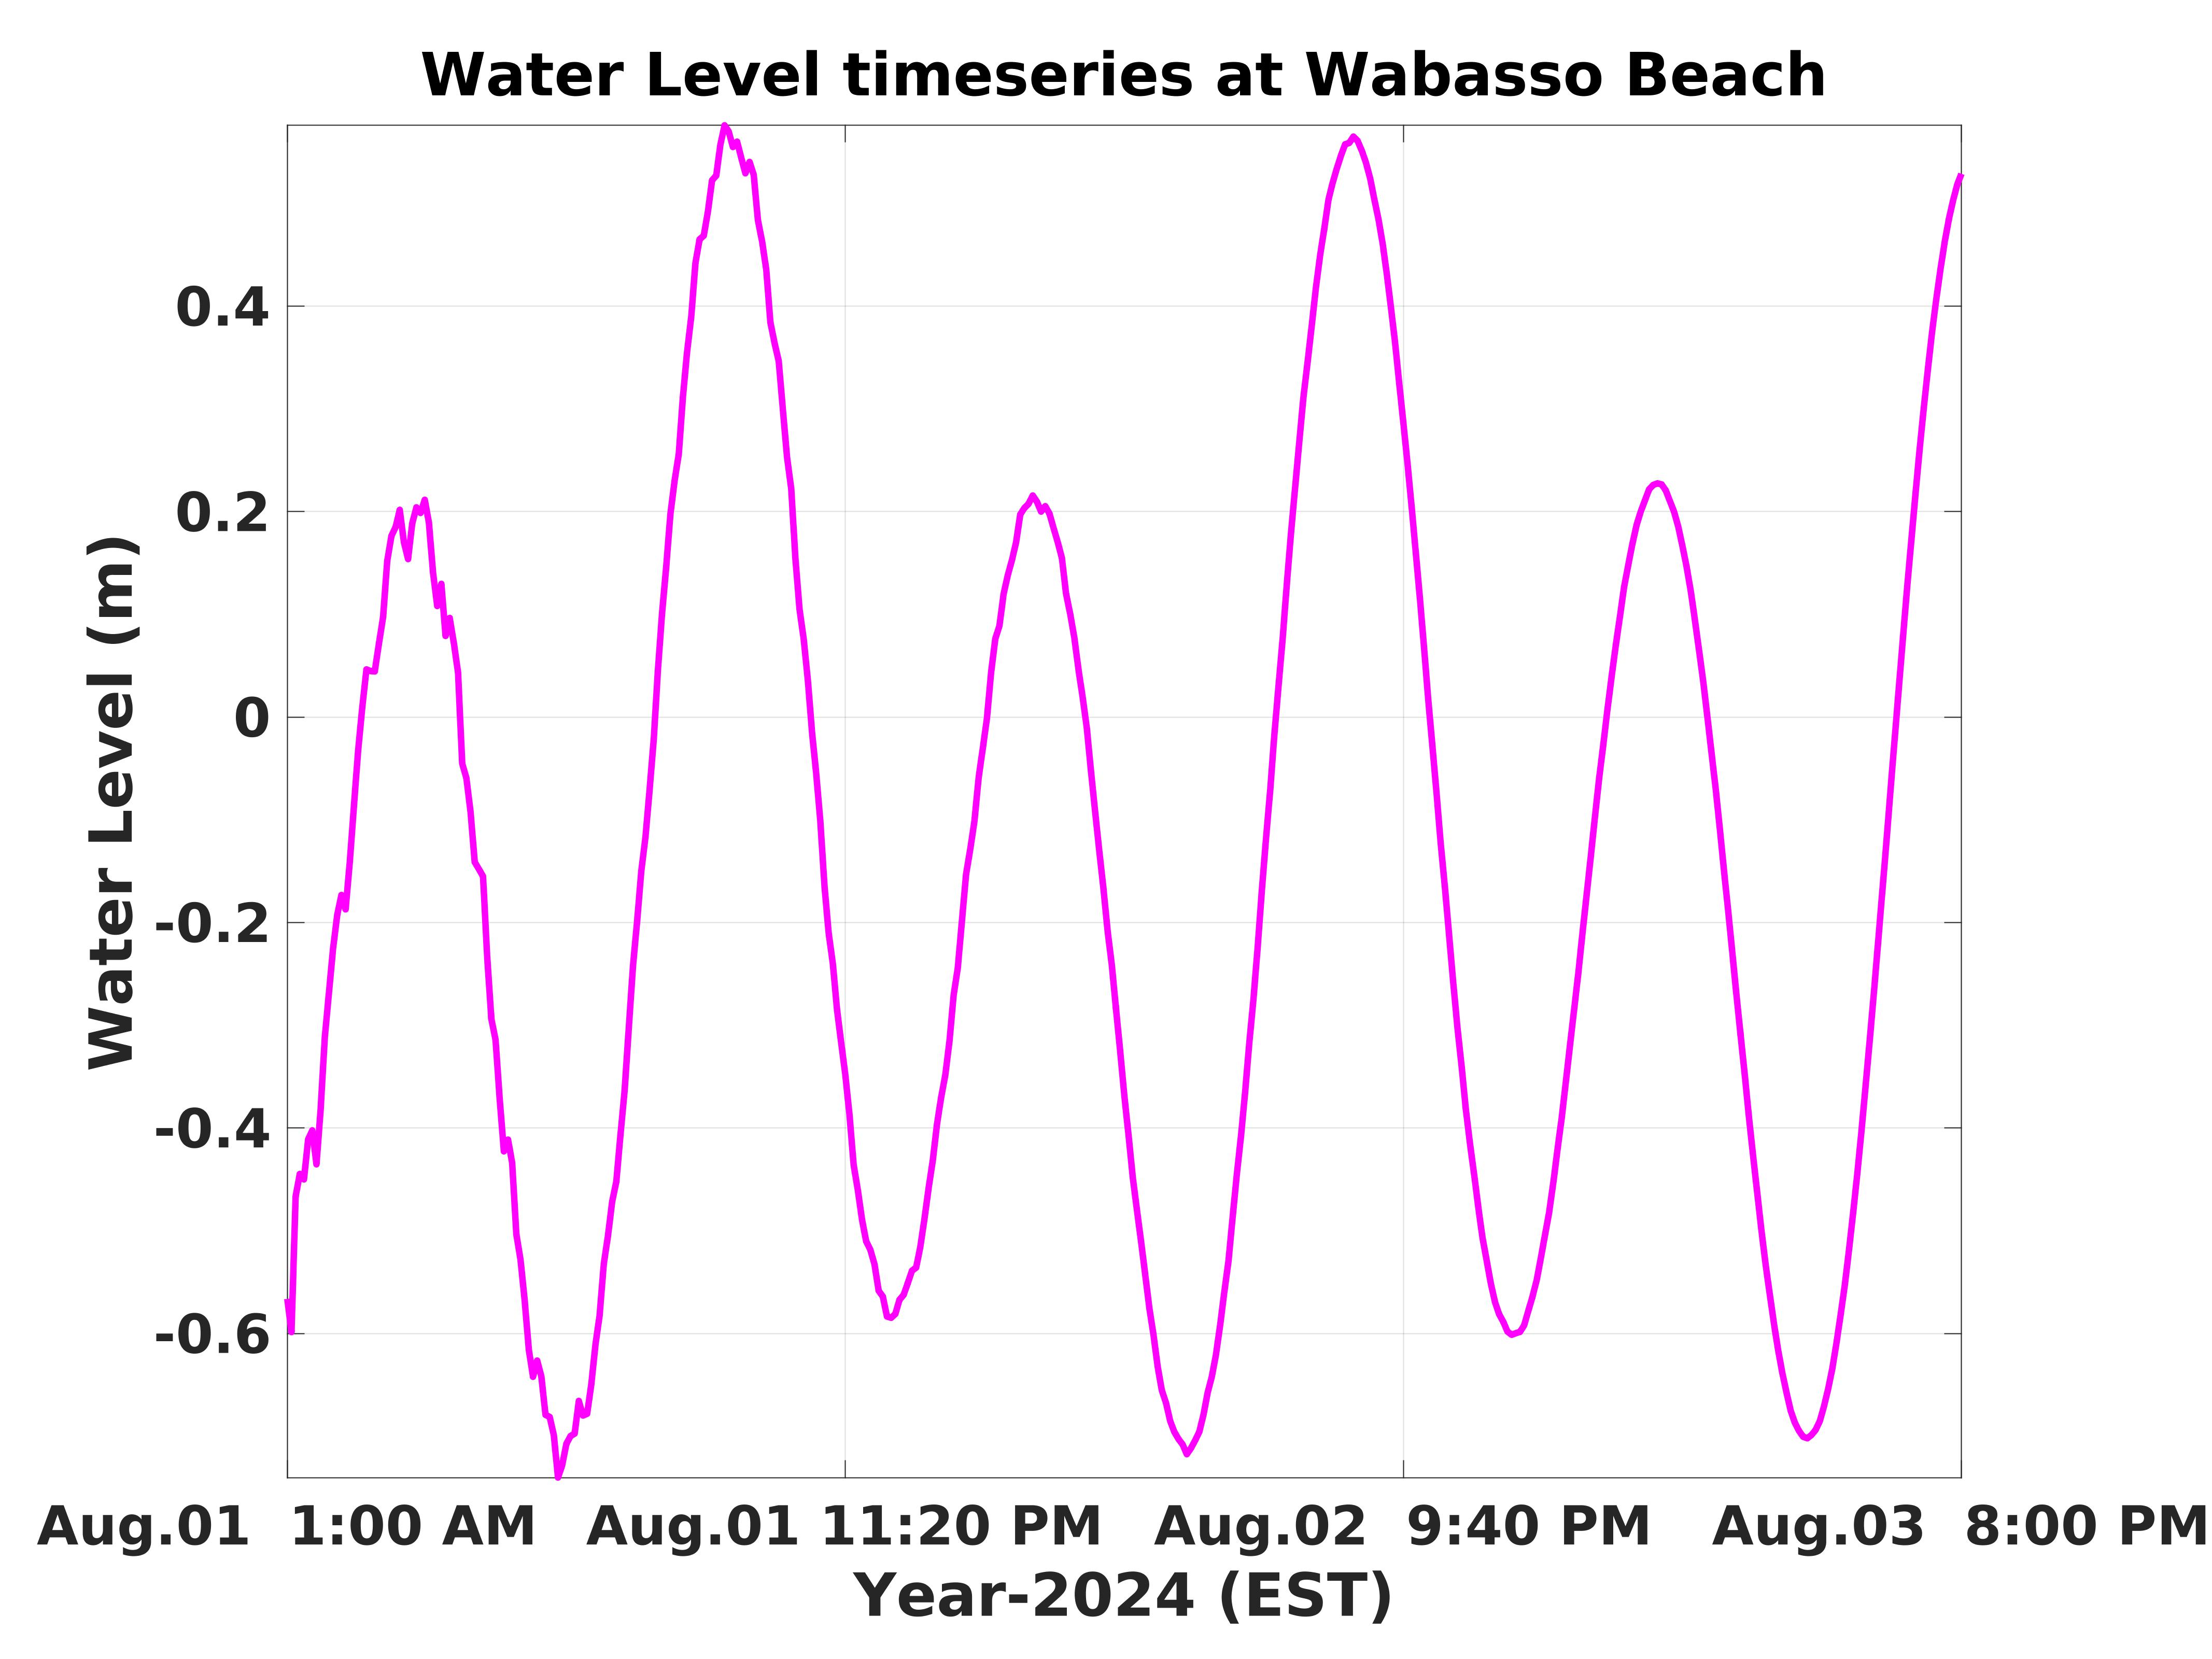 Water Level timeseries at Wabasso Beach
Water Level (m)
0.4
0.2
0
-0.2
-0.4
-0.6
Aug.01  1:00 AM
Aug.01 11:20 PM
Aug.02  9:40 PM
Aug.03  8:00 PM
Year-2024 (EST)